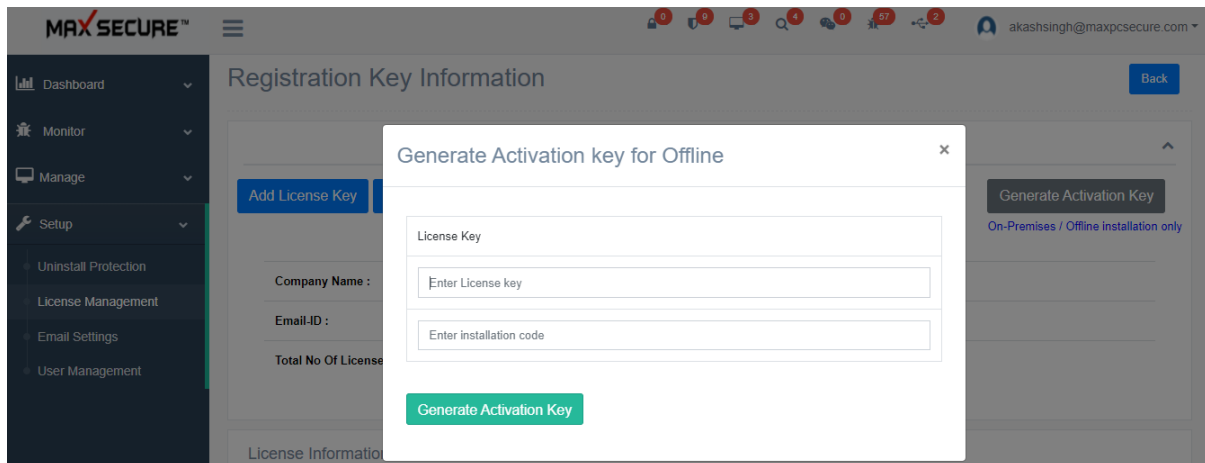 MAX SECURE™
0 9 3 4 0 57 2
akashsingh@maxpcsecure.com
Dashboard
Monitor
Manage
Setup
Uninstall Protection
License Management
Email Settings
User Management
Registration Key Information
Back
Add License Key
Generate Activation Key
On-Premises / Offline installation only
Company Name :
Email-ID :
Total No Of License
License Informatio
Generate Activation key for Offline
×
License Key
Enter License key
Enter installation code
Generate Activation Key